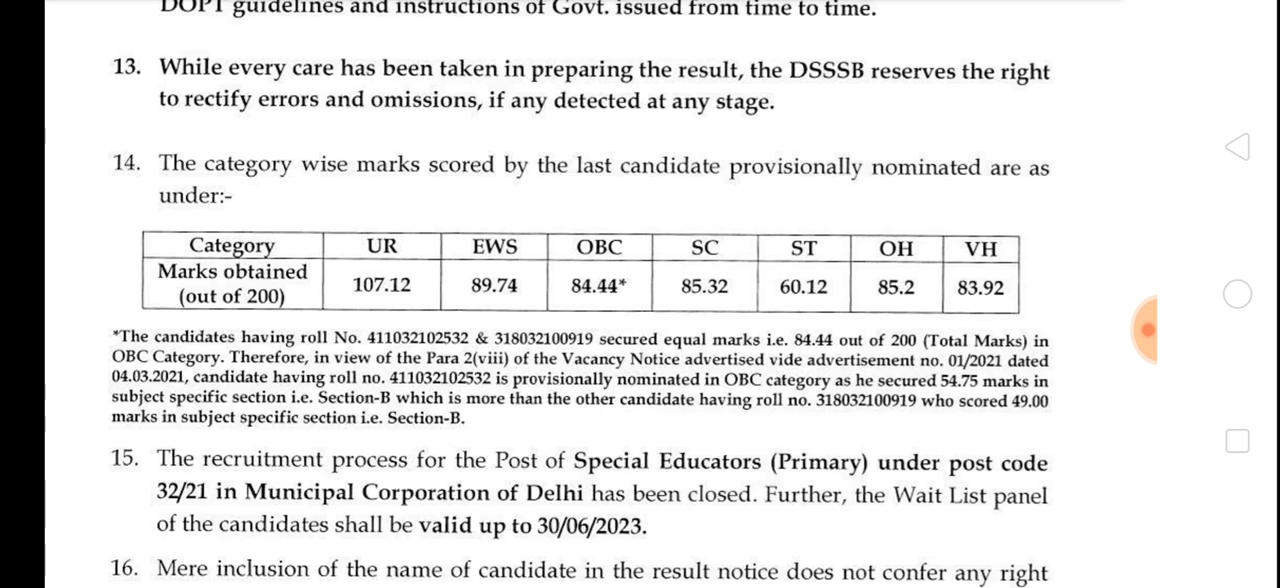 DOPT guidelines and instructions of Govt. issued from time to time.
13. While every care has been taken in preparing the result, the DSSSB reserves the right
to rectify errors and omissions, if any detected at any stage.
14. The category wise marks scored by the last candidate provisionally nominated are as
under:-
Category UR EWS OBC SC ST OH VH
Marks obtained
(out of 200) 107.12 89.74 84.44* 85.32 60.12 85.2 83.92
*The candidates having roll No. 411032102532 & 318032100919 secured equal marks i.e. 84.44 out of 200 (Total Marks) in
OBC Category. Therefore, in view of the Para 2(viii) of the Vacancy Notice advertised vide advertisement no. 01/2021 dated
04.03.2021, candidate having roll no. 411032102532 is provisionally nominated in OBC category as he secured 54.75 marks in
subject specific section i.e. Section-B which is more than the other candidate having roll no. 318032100919 who scored 49.00
marks in subject specific section i.e. Section-B.
15. The recruitment process for the Post of Special Educators (Primary) under post code
32/21 in Municipal Corporation of Delhi has been closed. Further, the Wait List panel
of the candidates shall be valid up to 30/06/2023.
16. Mere inclusion of the name of candidate in the result notice does not confer any right